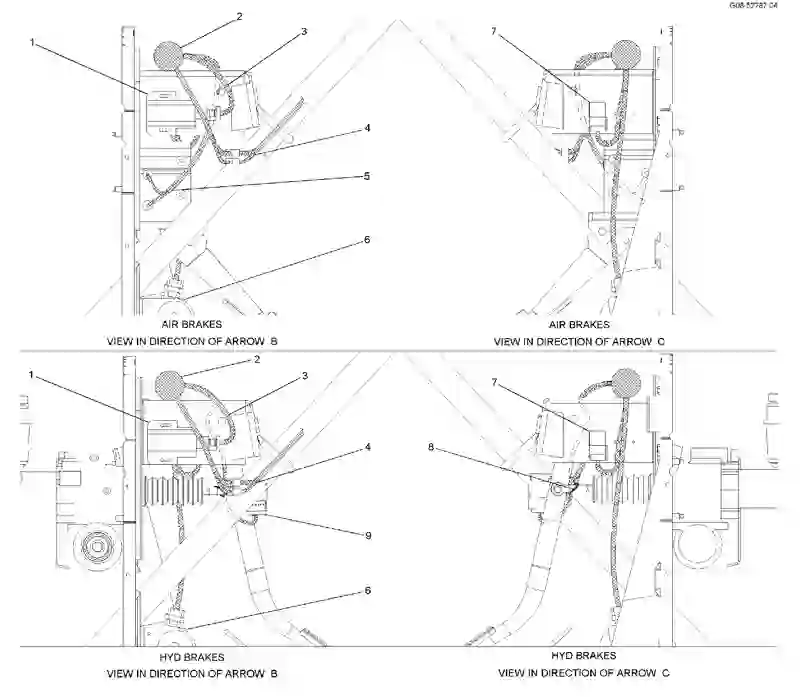 G08-52787 04
2
1
3
7
4
5
6
AIR BRAKES
VIEW IN DIRECTION OF ARROW B
AIR BRAKES
VIEW IN DIRECTION OF ARROW C
2
1
3
7
4
8
9
6
HYD BRAKES
VIEW IN DIRECTION OF ARROW B
HYD BRAKES
VIEW IN DIRECTION OF ARROW C